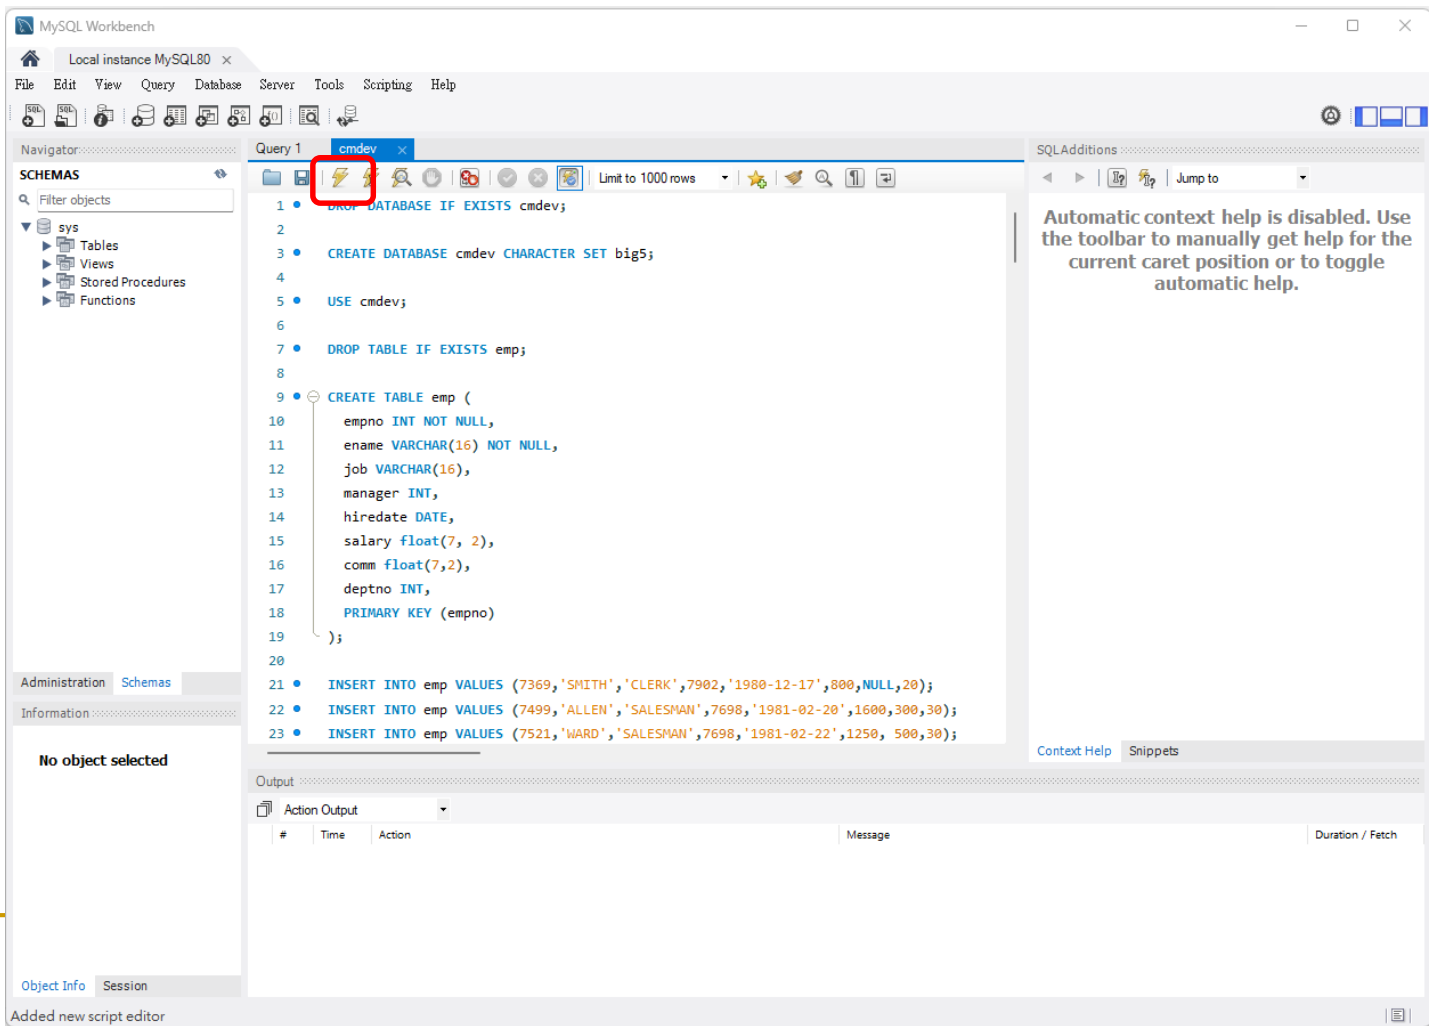 MySQL Workbench
Local instance MySQL80
File Edit View Query Database Server Tools Scripting Help
Navigator
SCHEMAS
Filter objects
sys
Tables
Views
Stored Procedures
Functions
Administration Schemas
Information
No object selected
Object Info Session
Query 1 cmdev
Limit to 1000 rows
1 DROP DATABASE IF EXISTS cmdev;
2
3 CREATE DATABASE cmdev CHARACTER SET big5;
4
5 USE cmdev;
6
7 DROP TABLE IF EXISTS emp;
8
9 CREATE TABLE emp (
10 empno INT NOT NULL,
11 ename VARCHAR(16) NOT NULL,
12 job VARCHAR(16),
13 manager INT,
14 hiredate DATE,
15 salary float(7, 2),
16 comm float(7,2),
17 deptno INT,
18 PRIMARY KEY (empno)
19 );
20
21 INSERT INTO emp VALUES (7369,'SMITH','CLERK',7902,'1980-12-17',800,NULL,20);
22 INSERT INTO emp VALUES (7499,'ALLEN','SALESMAN',7698,'1981-02-20',1600,300,30);
23 INSERT INTO emp VALUES (7521,'WARD','SALESMAN',7698,'1981-02-22',1250, 500,30);
SQLAdditions
Jump to
Automatic context help is disabled. Use
the toolbar to manually get help for the
current caret position or to toggle
automatic help.
Context Help Snippets
Output
Action Output
# Time Action Message Duration / Fetch
Added new script editor